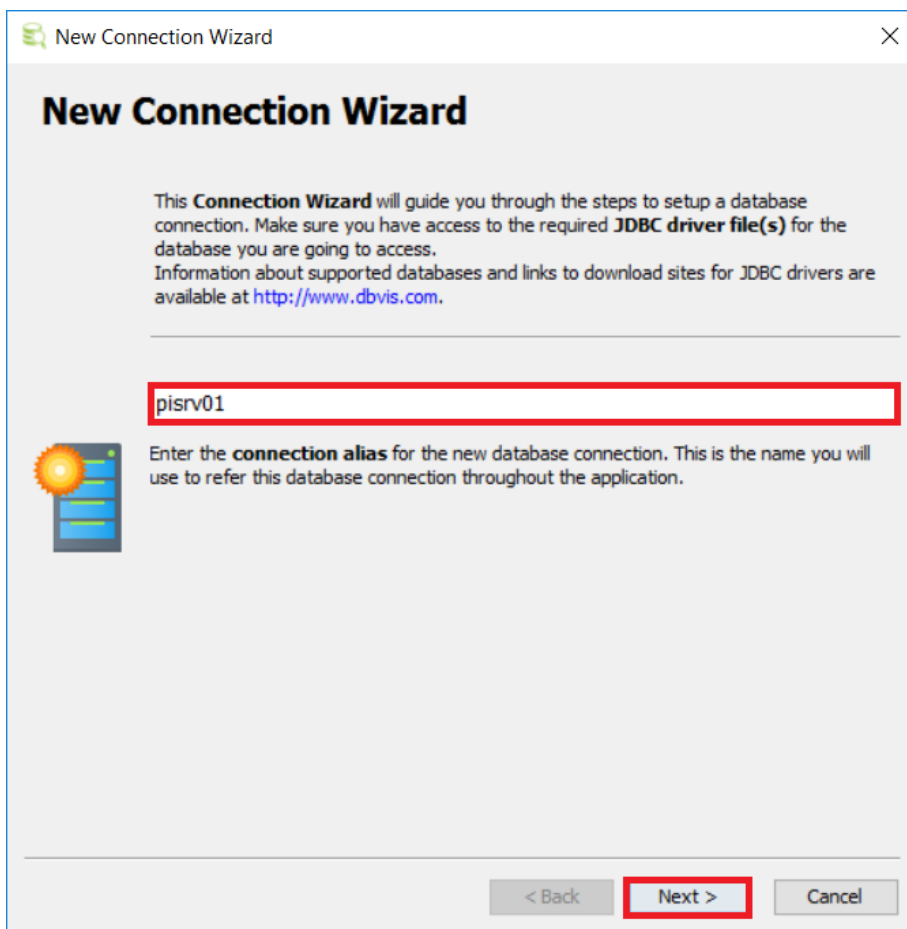 New Connection Wizard
New Connection Wizard
This Connection Wizard will guide you through the steps to setup a database
connection. Make sure you have access to the required JDBC driver file(s) for the
database you are going to access.
Information about supported databases and links to download sites for JDBC drivers are
available at http://www.dbvis.com.
pisrv01
Enter the connection alias for the new database connection. This is the name you will
use to refer this database connection throughout the application.
< Back Next > Cancel